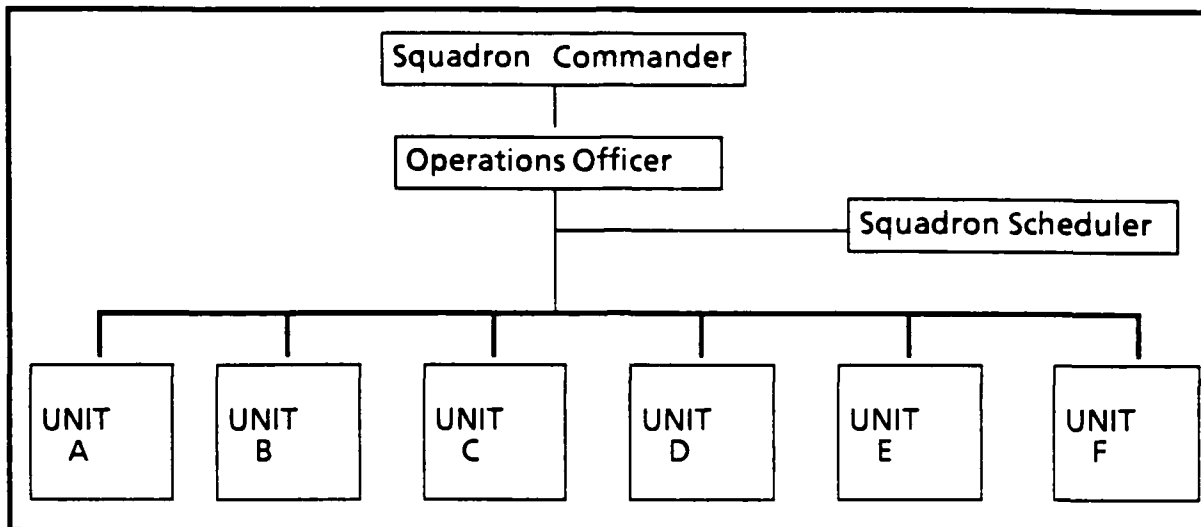 Squadron Commander
Operations Officer
Squadron Scheduler
UNIT
A
UNIT
B
UNIT
C
UNIT
D
UNIT
E
UNIT
F